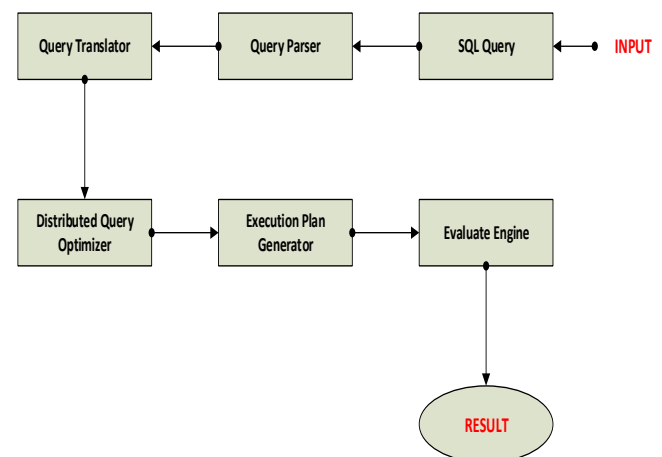 Query Translator
Query Parser
SQL Query
INPUT
Distributed Query
Optimizer
Execution Plan
Generator
Evaluate Engine
RESULT